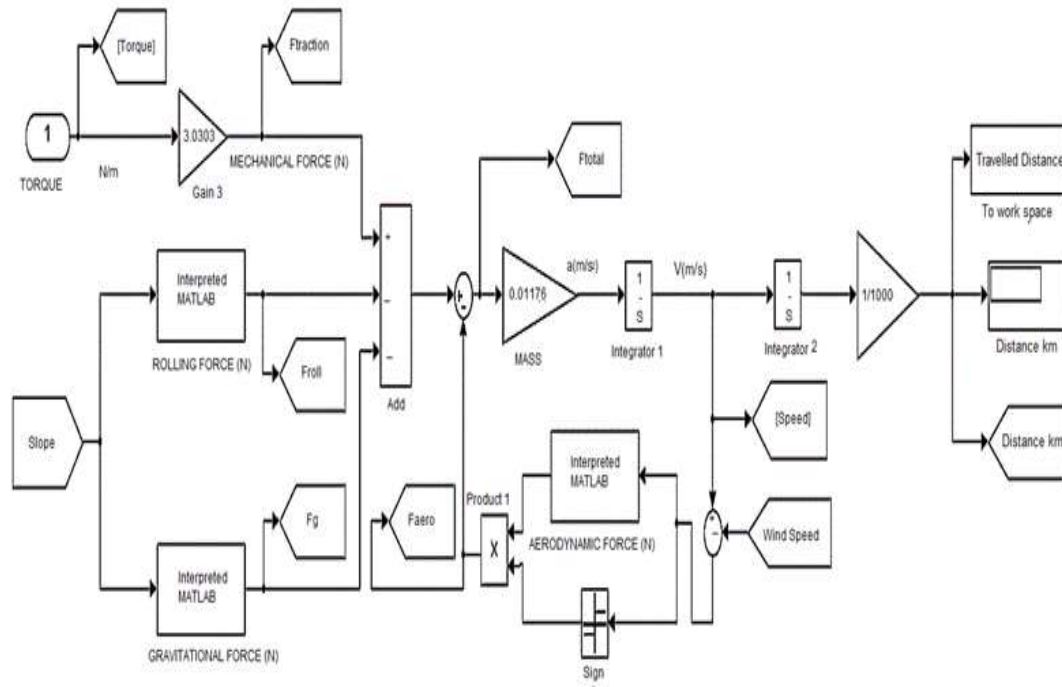 [Torque]
Ftraction
1
3.0303
TORQUE
N/m
Gain 3
MECHANICAL FORCE (N)
Ftotal
Travelled Distance
To work space
+
−
−
Add
Interpreted
MATLAB
ROLLING FORCE (N)
Froll
0.01176
MASS
1
-
S
Integrator 1
V(m/s)
1
-
S
Integrator 2
1/1000
Distance km
Distance km
Slope
[Speed]
Interpreted
MATLAB
AERODYNAMIC FORCE (N)
Product 1
X
Faero
Fg
Wind Speed
Interpreted
MATLAB
GRAVITATIONAL FORCE (N)
Sign